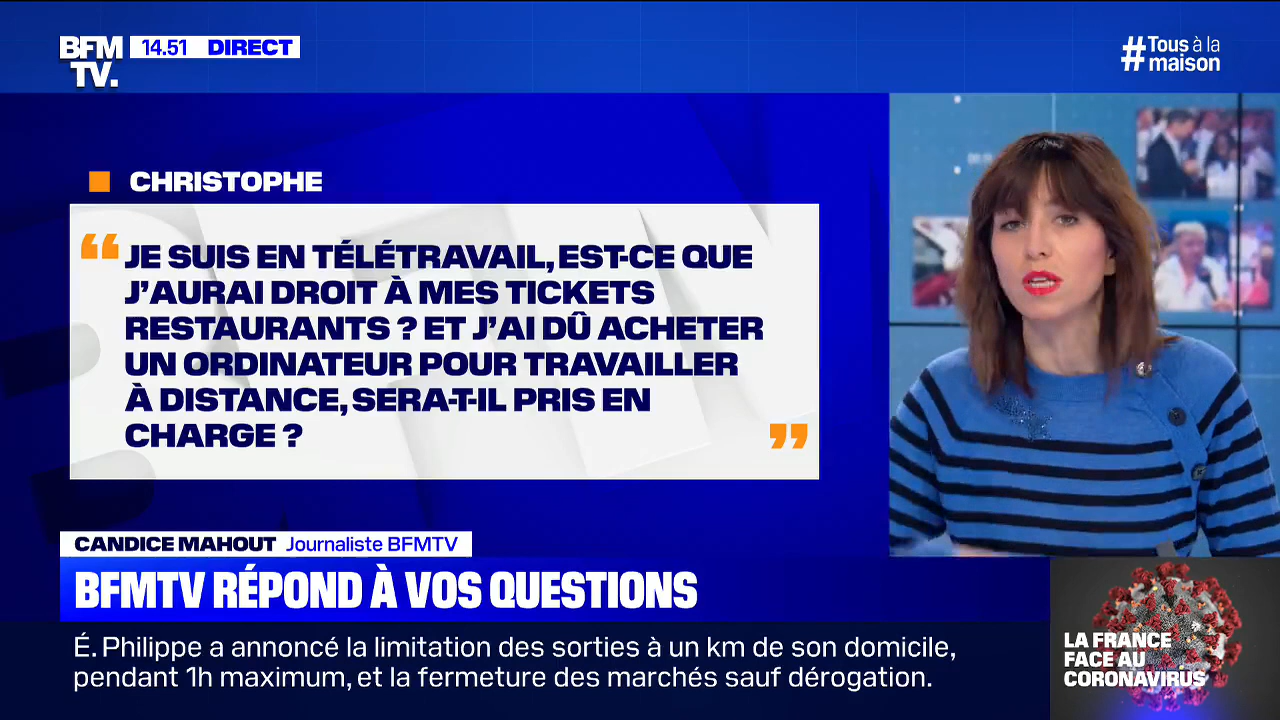 BFM
TV.
14.51 DIRECT
#Tous à la
maison
CHRISTOPHE
“ JE SUIS EN TÉLÉTRAVAIL, EST-CE QUE
J’AURAI DROIT À MES TICKETS
RESTAURANTS ? ET J’AI DÛ ACHETER
UN ORDINATEUR POUR TRAVAILLER
À DISTANCE, SERA-T-IL PRIS EN
CHARGE ? ”
CANDICE MAHOUT Journaliste BFMTV
BFMTV RÉPOND À VOS QUESTIONS
É. Philippe a annoncé la limitation des sorties à un km de son domicile,
pendant 1h maximum, et la fermeture des marchés sauf dérogation.
LA FRANCE
FACE AU
CORONAVIRUS